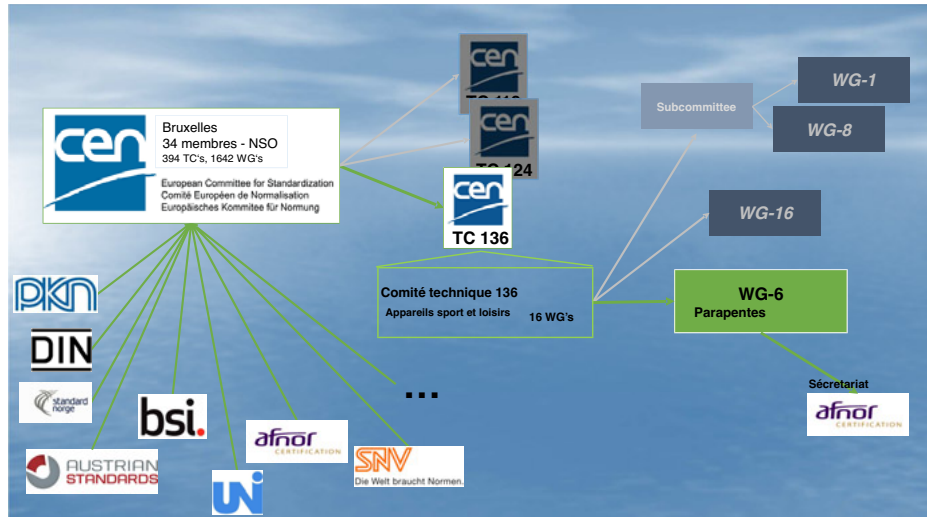 cen
cen
TC 124
cen
Bruxelles
34 membres - NSO
394 TC's, 1642 WG's
European Committee for Standardization
Comité Européen de Normalisation
Europäisches Kommitee für Normung
cen
TC 136
Subcommittee
WG-1
WG-8
WG-16
Comité technique 136
Appareils sport et loisirs
16 WG's
WG-6
Parapentes
Sécretariat
afnor
CERTIFICATION
PKN
DIN
standard
norge
bsi.
afnor
CERTIFICATION
...
AUSTRIAN
STANDARDS
UNI
SNV
Die Welt braucht Normen.